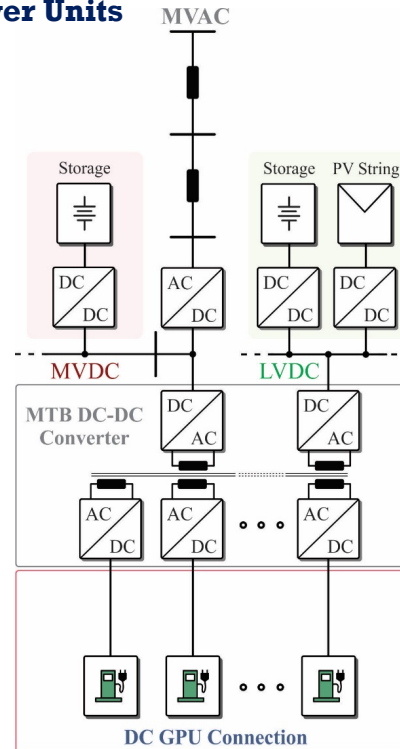 ver Units
MVAC
Storage
Storage PV String
DC DC
AC DC
DC DC
DC DC
MVDC
LVDC
MTB DC-DC
Converter
DC AC
DC AC
AC DC
AC DC
AC DC
DC GPU Connection